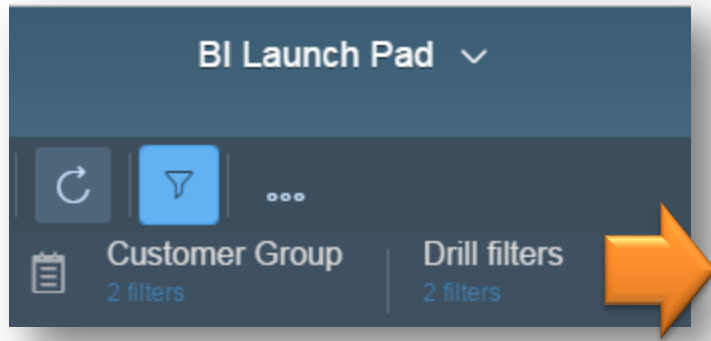 BI Launch Pad
Customer Group
2 filters
Drill filters
2 filters